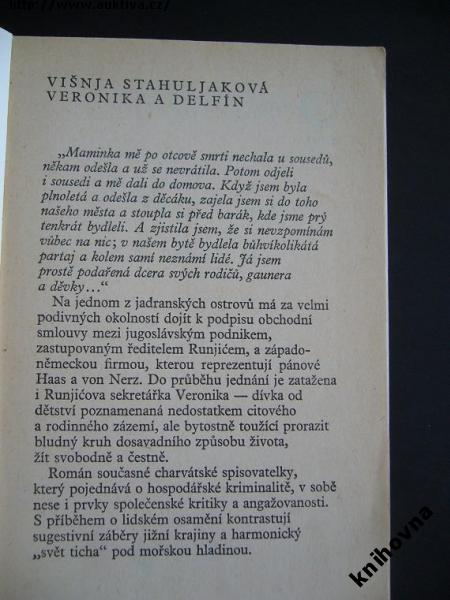 http://www.auktiva.cz/
VIŠNJA STAHULJAKOVÁ
VERONIKA A DELFÍN
„Maminka mě po otcově smrti nechala u sousedů,
někam odešla a už se nevrátila. Potom odjeli
i sousedi a mě dali do domova. Když jsem byla
plnoletá a odešla z děcáku, zajela jsem si do toho
našeho města a stoupla si před barák, kde jsme prý
tenkrát bydleli. A zjistila jsem, že si nevzpomínám
vůbec na nic; v našem bytě bydlela bůhvíkolikátá
partaj a kolem samí neznámí lidé. Já jsem
prostě podařená dcera svých rodičů, gaunera
a děvky...“
Na jednom z jadranských ostrovů má za velmi
podivných okolností dojít k podpisu obchodní
smlouvy mezi jugoslávským podnikem,
zastupovaným ředitelem Runjićem, a západo-
německou firmou, kterou reprezentují pánové
Haas a von Nerz. Do průběhu jednání je zatažena
i Runjićova sekretářka Veronika — dívka od
dětství poznamenaná nedostatkem citového
a rodinného zázemí, ale bytostně toužící prorazit
bludný kruh dosavadního způsobu života,
žít svobodně a čestně.
Román současné charvátské spisovatelky,
který pojednává o hospodářské kriminalitě, v sobě
nese i prvky společenské kritiky a angažovanosti.
S příběhem o lidském osamění kontrastují
sugestivní záběry jižní krajiny a harmonický
„svět ticha“ pod mořskou hladinou.
knihovna